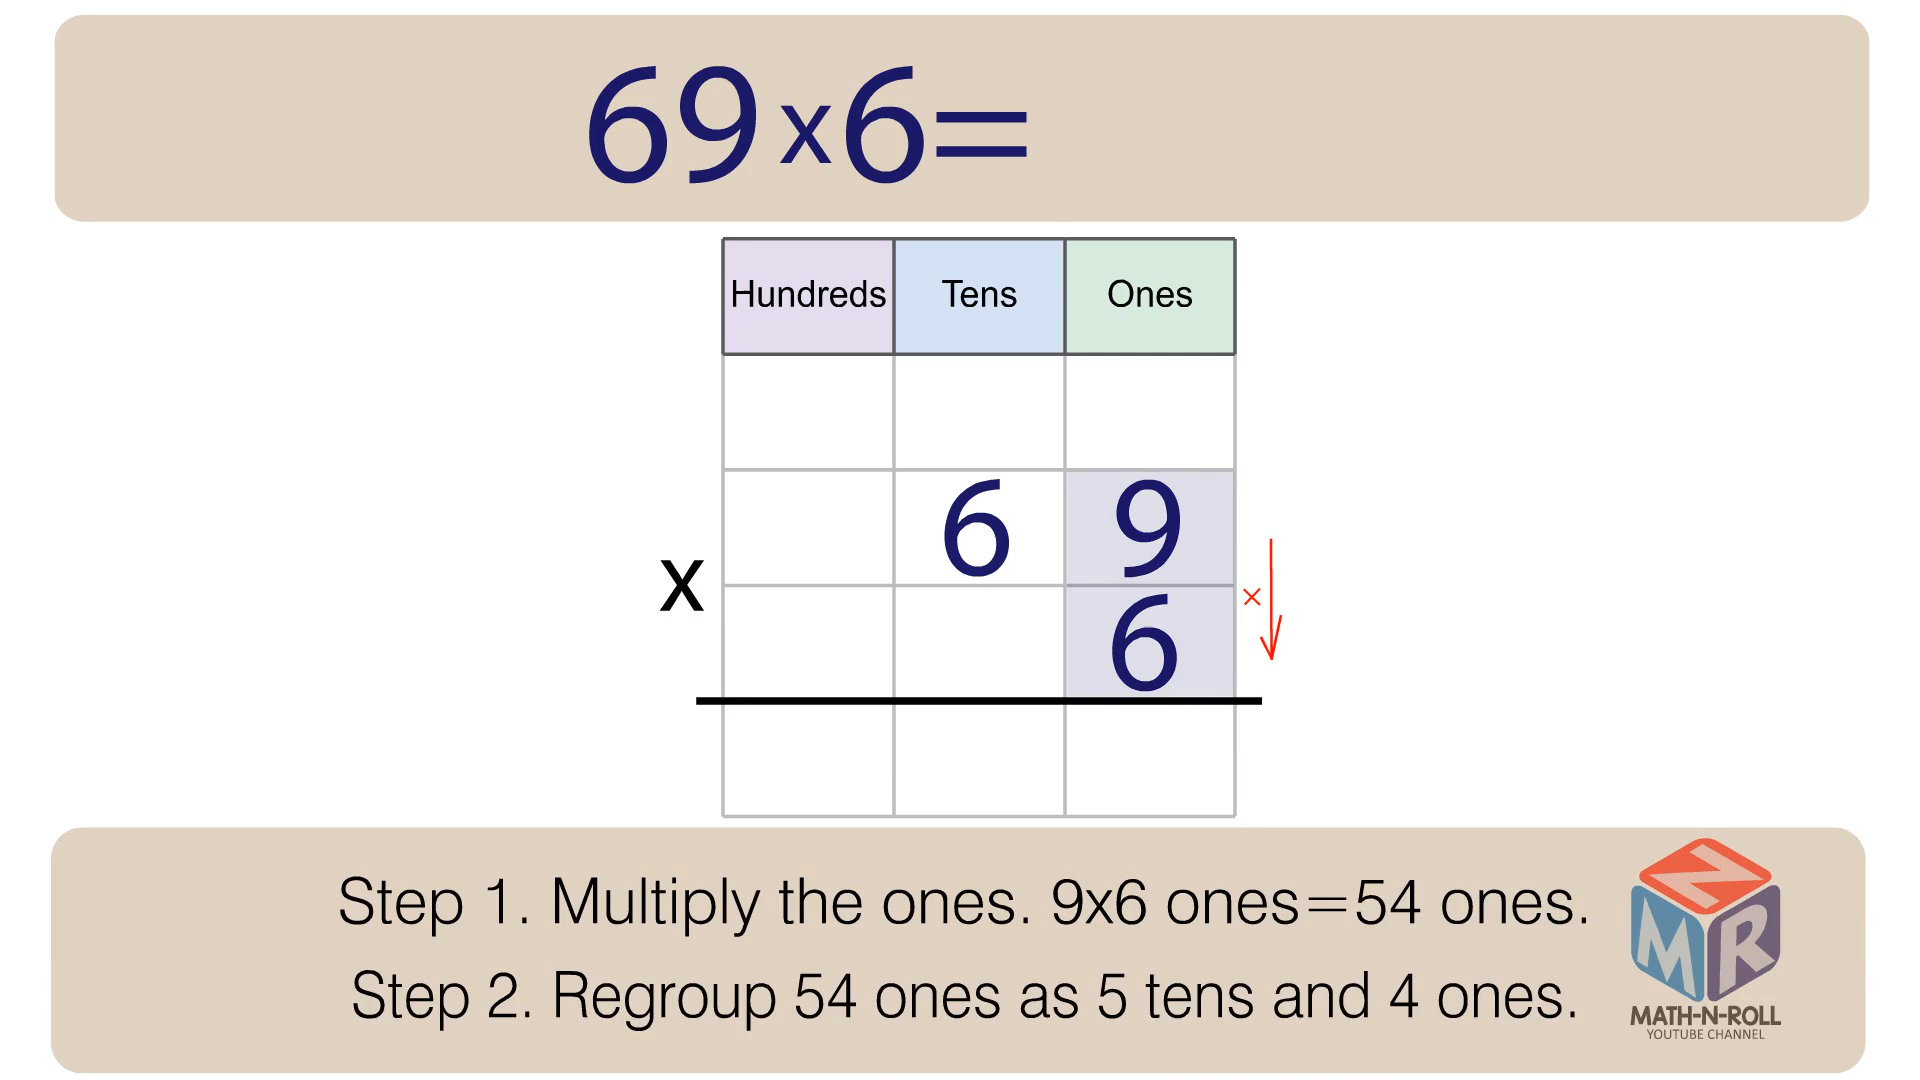 69x6=
Hundreds Tens Ones
6 9
x 6 ×
Step 1. Multiply the ones. 9x6 ones=54 ones.
Step 2. Regroup 54 ones as 5 tens and 4 ones.
N
M R
MATH-N-ROLL
YOUTUBE CHANNEL